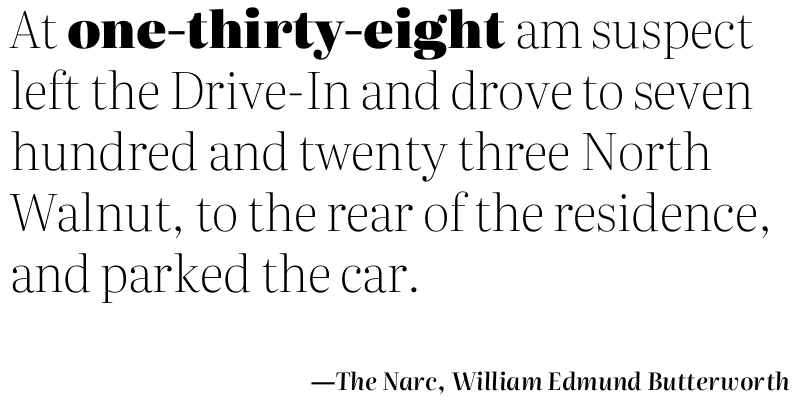 At one-thirty-eight am suspect
left the Drive-In and drove to seven
hundred and twenty three North
Walnut, to the rear of the residence,
and parked the car.
—The Narc, William Edmund Butterworth